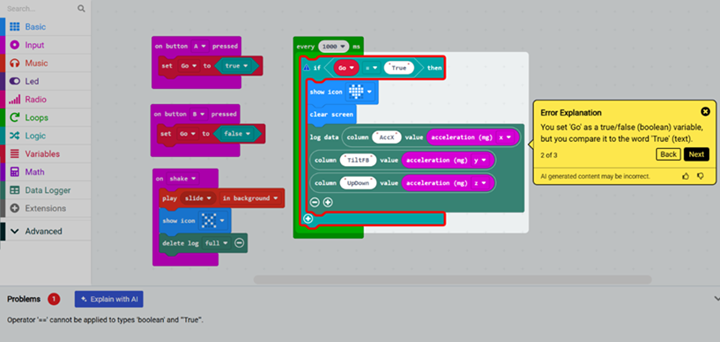 Search...
Basic
Input
Music
Led
Radio
Loops
Logic
Variables
Math
Data Logger
Extensions
Advanced
on button A pressed
set Go to true
on button B pressed
set Go to false
on shake
play slide in background
show icon
delete log full
every 1000 ms
if Go = "True" then
show icon
clear screen
log data column "AccX" value acceleration (mg) x
column "TiltFB" value acceleration (mg) y
column "UpDown" value acceleration (mg) z
Error Explanation
You set 'Go' as a true/false (boolean) variable,
but you compare it to the word 'True' (text).
2 of 3
Back
Next
AI generated content may be incorrect.
Problems 1 Explain with AI
Operator '==' cannot be applied to types 'boolean' and '"True"'.